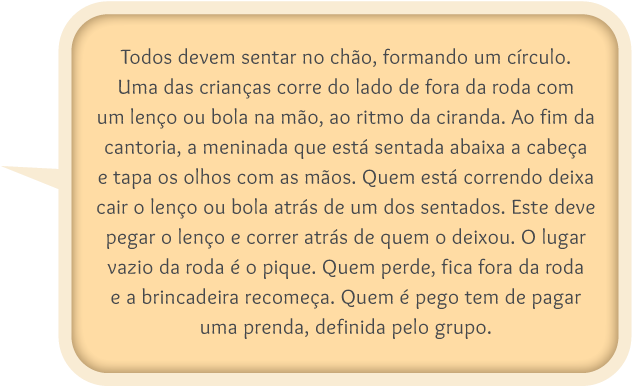 Todos devem sentar no chão, formando um círculo.
Uma das crianças corre do lado de fora da roda com
um lenço ou bola na mão, ao ritmo da ciranda. Ao fim da
cantoria, a meninada que está sentada abaixa a cabeça
e tapa os olhos com as mãos. Quem está correndo deixa
cair o lenço ou bola atrás de um dos sentados. Este deve
pegar o lenço e correr atrás de quem o deixou. O lugar
vazio da roda é o pique. Quem perde, fica fora da roda
e a brincadeira recomeça. Quem é pego tem de pagar
uma prenda, definida pelo grupo.